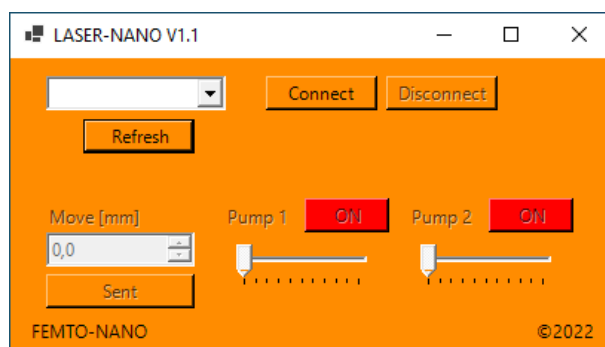 LASER-NANO V1.1
Connect Disconnect
Refresh
Move [mm] Pump 1 ON Pump 2 ON
0,0
Sent
FEMTO-NANO ©2022